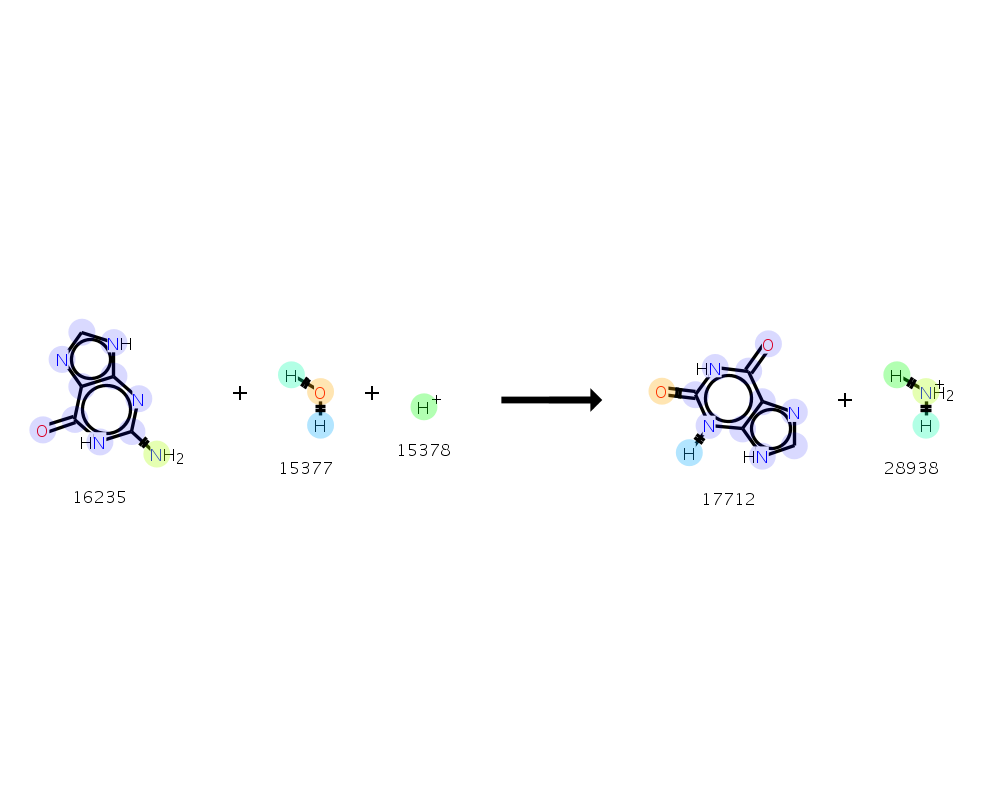 N NH
N
O HN NH2
16235
+
H O
H
15377
+
H+
15378
O
HN
O N N
H HN
17712
+
H NH2+
H
28938